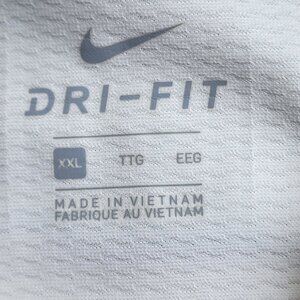 DRI-FIT
XXL TTG EEG
MADE IN VIETNAM
FABRIQUE AU VIETNAM